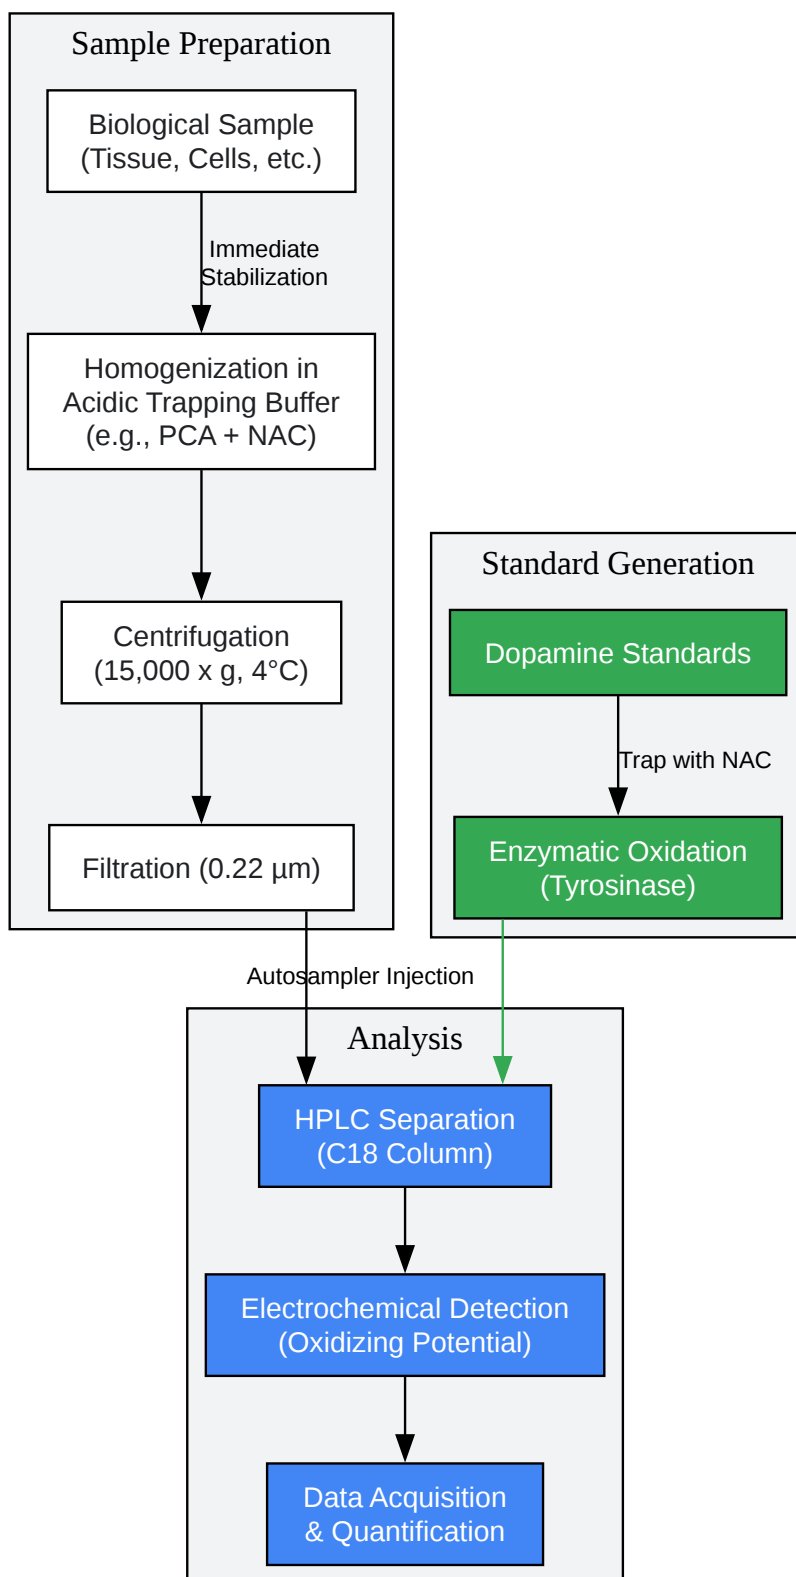 Sample Preparation
Biological Sample
(Tissue, Cells, etc.)
Immediate
Stabilization
Homogenization in
Acidic Trapping Buffer
(e.g., PCA + NAC)
Centrifugation
(15,000 x g, 4°C)
Filtration (0.22 µm)
Standard Generation
Dopamine Standards
Trap with NAC
Enzymatic Oxidation
(Tyrosinase)
Autosampler Injection
Analysis
HPLC Separation
(C18 Column)
Electrochemical Detection
(Oxidizing Potential)
Data Acquisition
& Quantification